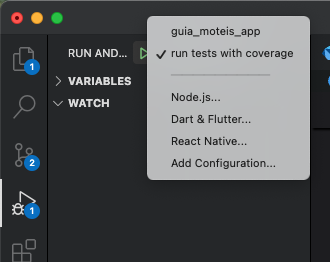 guia_moteis_app
RUN AND...
✓ run tests with coverage
VARIABLES
WATCH
Node.js...
Dart & Flutter...
React Native...
Add Configuration...
1
2
1